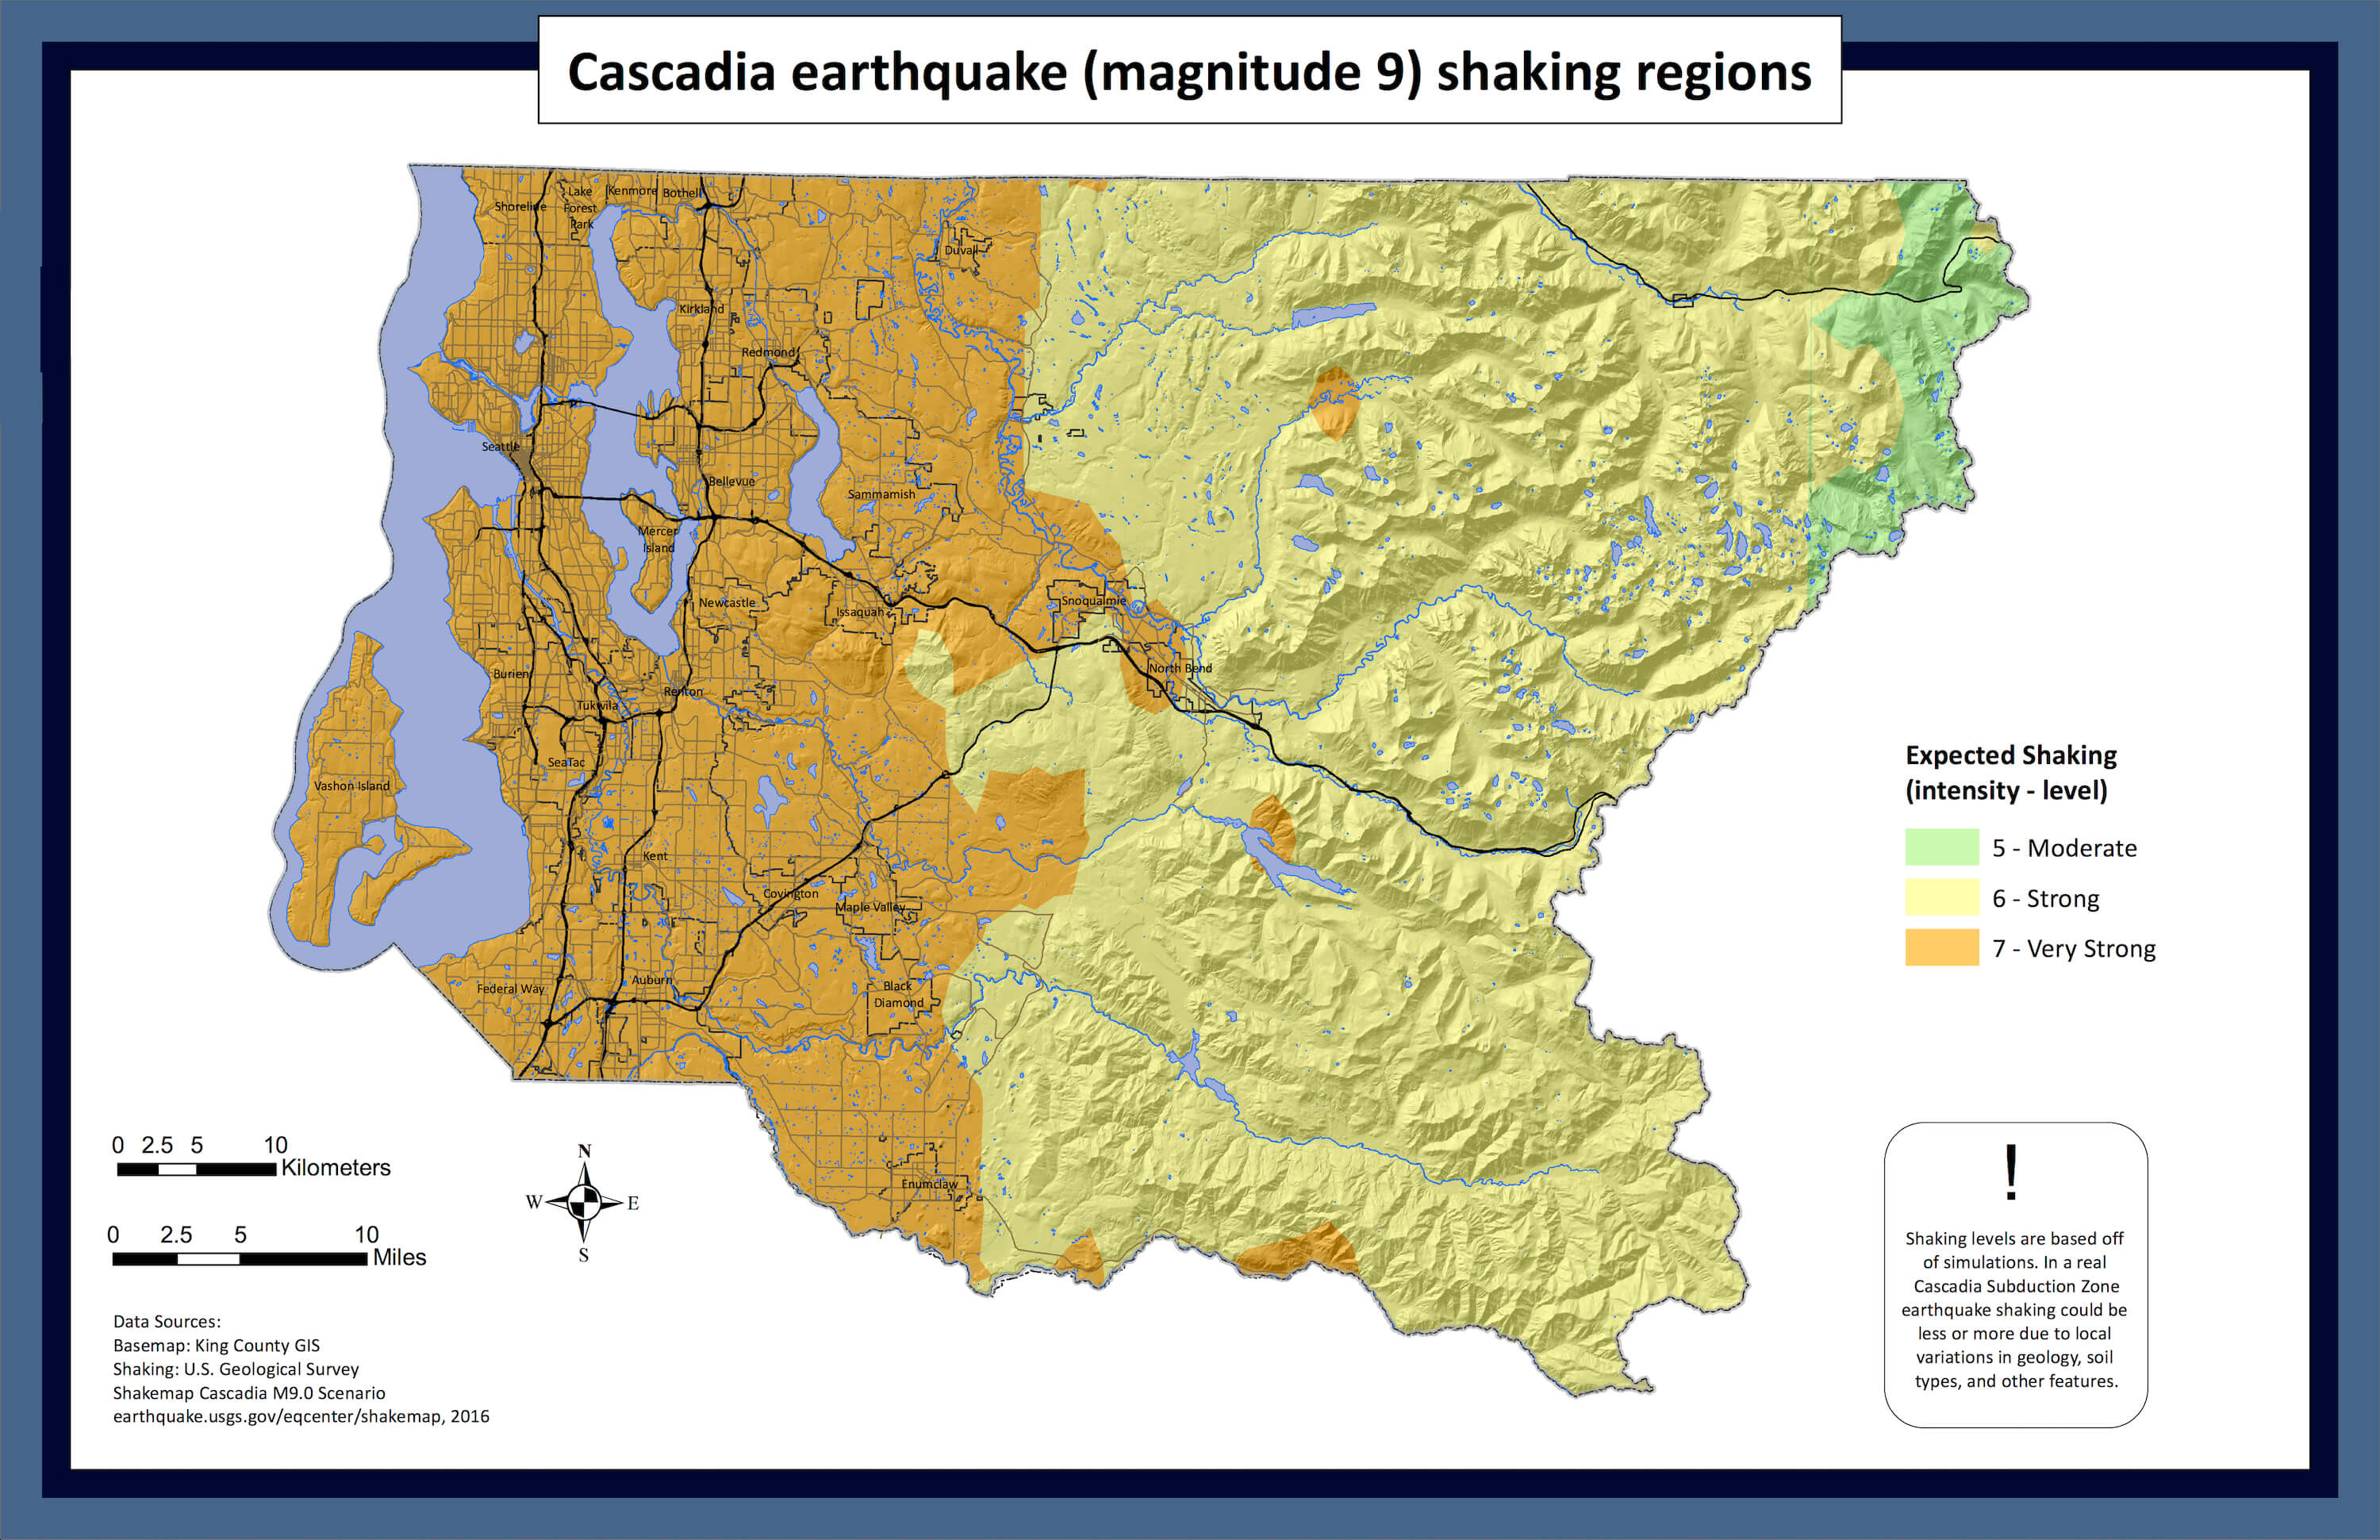 Cascadia earthquake (magnitude 9) shaking regions
Lake
Forest
Park
Kenmore
Bothell
Shoreline
Duvall
Kirkland
Redmond
Seattle
Bellevue
Sammamish
Mercer
Island
Newcastle
Issaquah
Snoqualmie
North Bend
Burien
Renton
Tukwila
SeaTac
Vashon Island
Kent
Covington
Maple Valley
Federal Way
Auburn
Black
Diamond
Enumclaw
Expected Shaking
(intensity - level)
5 - Moderate
6 - Strong
7 - Very Strong
0 2.5 5 10
Kilometers
0 2.5 5 10
Miles
N
W E
S
Data Sources:
Basemap: King County GIS
Shaking: U.S. Geological Survey
Shakemap Cascadia M9.0 Scenario
earthquake.usgs.gov/eqcenter/shakemap, 2016
!
Shaking levels are based off
of simulations. In a real
Cascadia Subduction Zone
earthquake shaking could be
less or more due to local
variations in geology, soil
types, and other features.